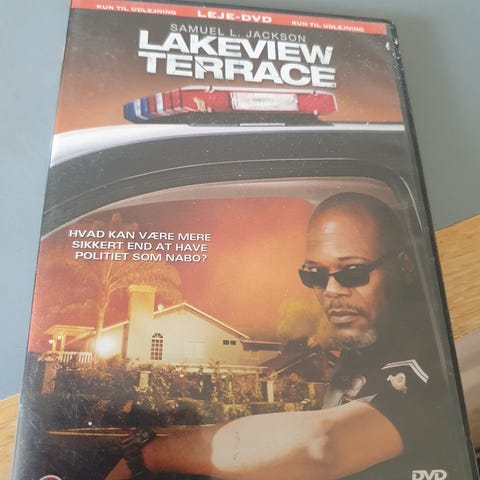 KUN TIL UDLEJNING LEJE-DVD KUN TIL UDLEJNING
SAMUEL L. JACKSON
LAKEVIEW
TERRACE
HVAD KAN VÆRE MERE
SIKKERT END AT HAVE
POLITIET SOM NABO?
DVD